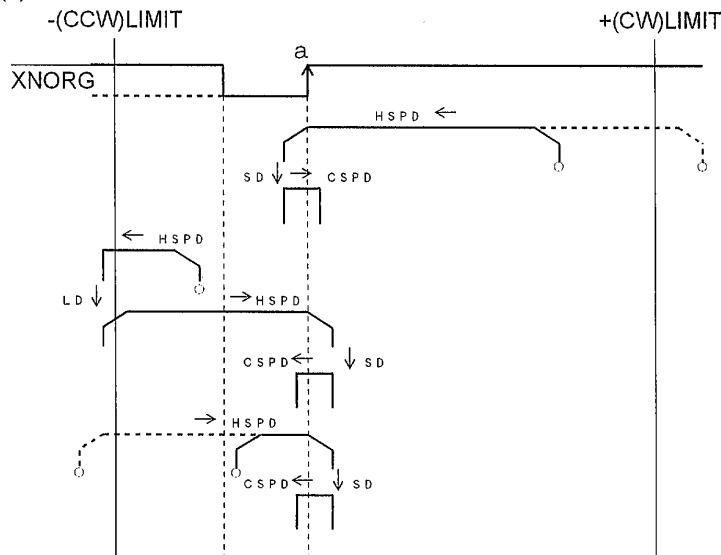 -(CCW)LIMIT +(CW)LIMIT
a
XNORG
HSPD
SD CSPD
HSPD
LD HSPD
CSPD SD
HSPD
CSPD SD